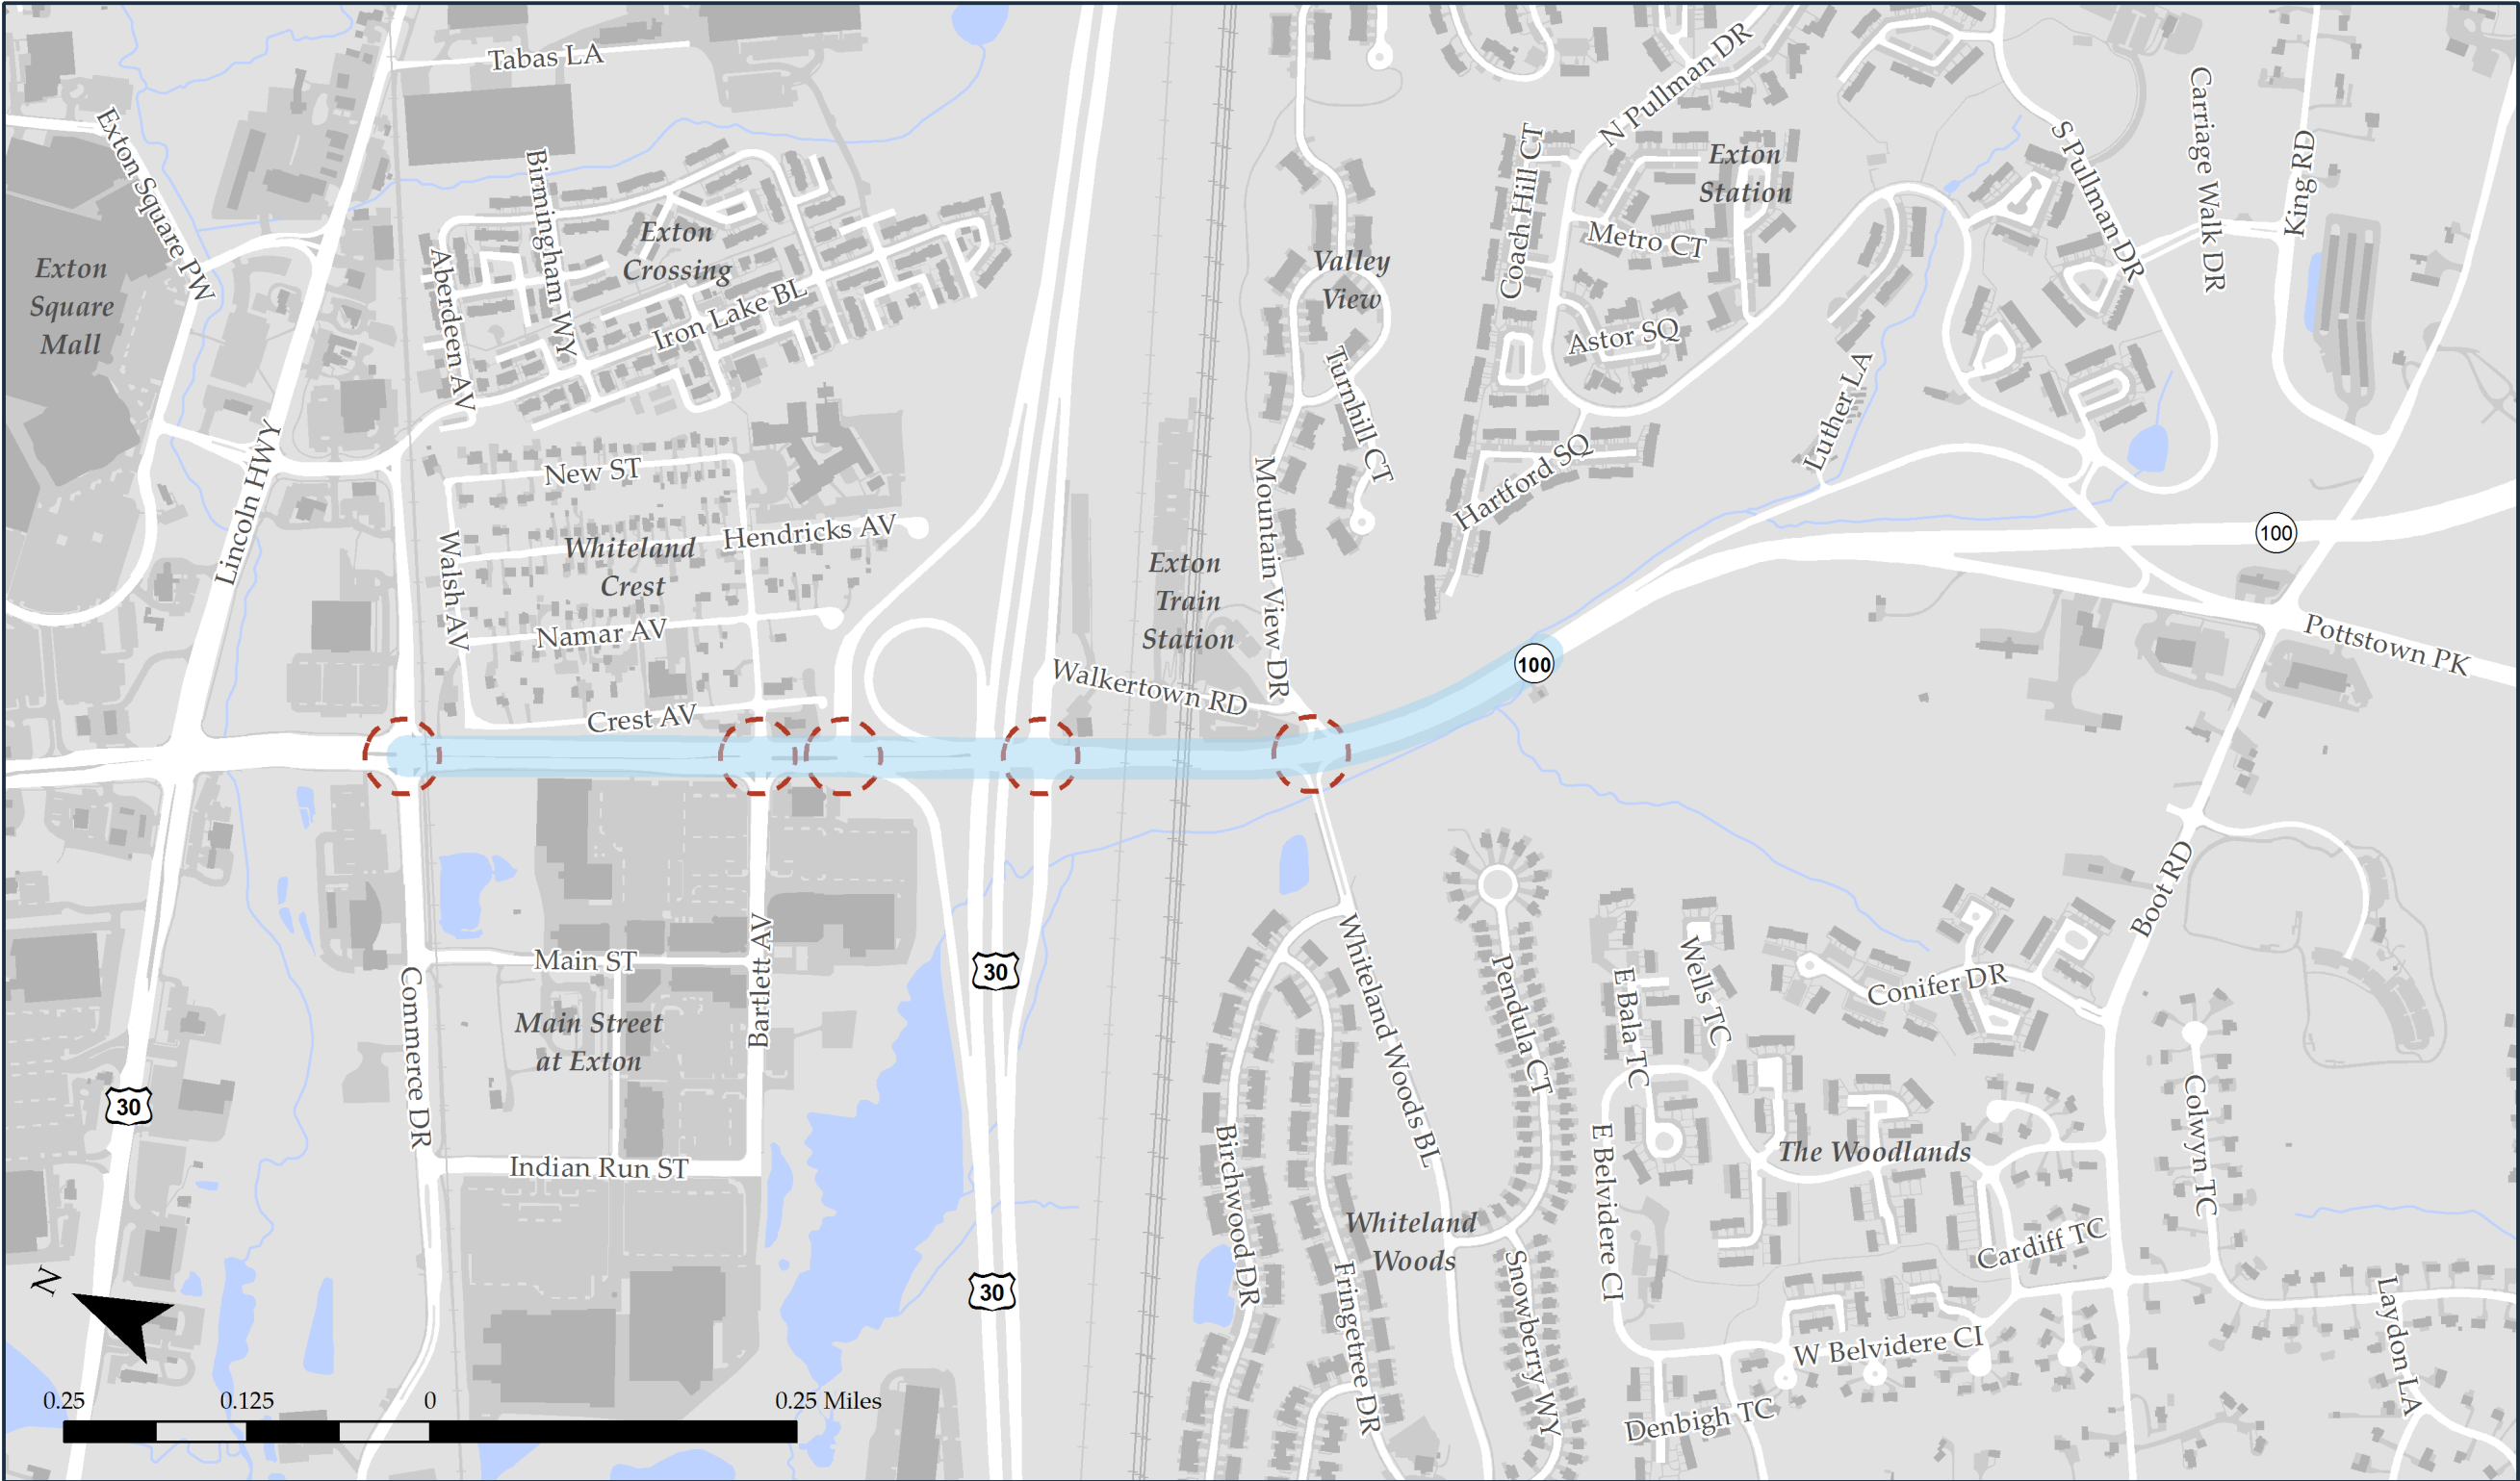 Tabas LA
Exton Square PW
Exton
Square
Mall
Birmingham WY
Exton
Crossing
Aberdeen AV
Iron Lake BL
Lincoln HWY
New ST
Hendricks AV
Whiteland
Crest
Walsh AV
Namar AV
Crest AV
Valley
View
Turnhill CT
Mountain View DR
Exton
Train
Station
Walkertown RD
N Pullman DR
Coach Hill CT
Exton
Station
Metro CT
Astor SQ
Hartford SQ
Luther LA
S Pullman DR
Carriage Walk DR
King RD
100
100
Pottstown PK
Boot RD
Main ST
Bartlett AV
Commerce DR
Main Street
at Exton
Indian Run ST
30
30
30
Whiteland Woods BL
Pendula CT
E Bala TC
Wells TC
Conifer DR
Birchwood DR
Fringetree DR
Whiteland
Woods
Snowberry WY
E Belvidere CI
The Woodlands
Colwyn TC
Cardiff TC
W Belvidere CI
Denbigh TC
Laydon LA
N
0.25 0.125 0 0.25 Miles